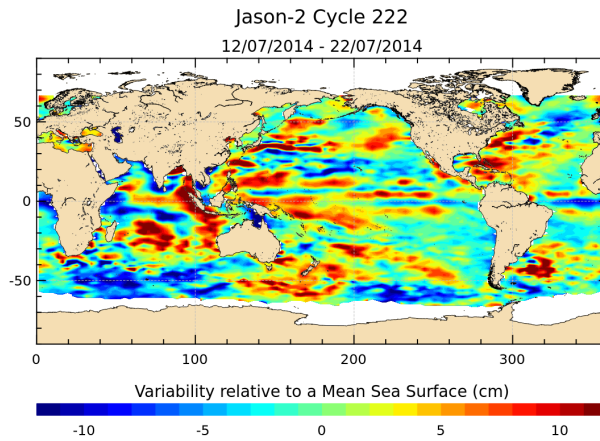 Jason-2 Cycle 222
12/07/2014 - 22/07/2014
50
0
-50
0 100 200 300
Variability relative to a Mean Sea Surface (cm)
-10 -5 0 5 10